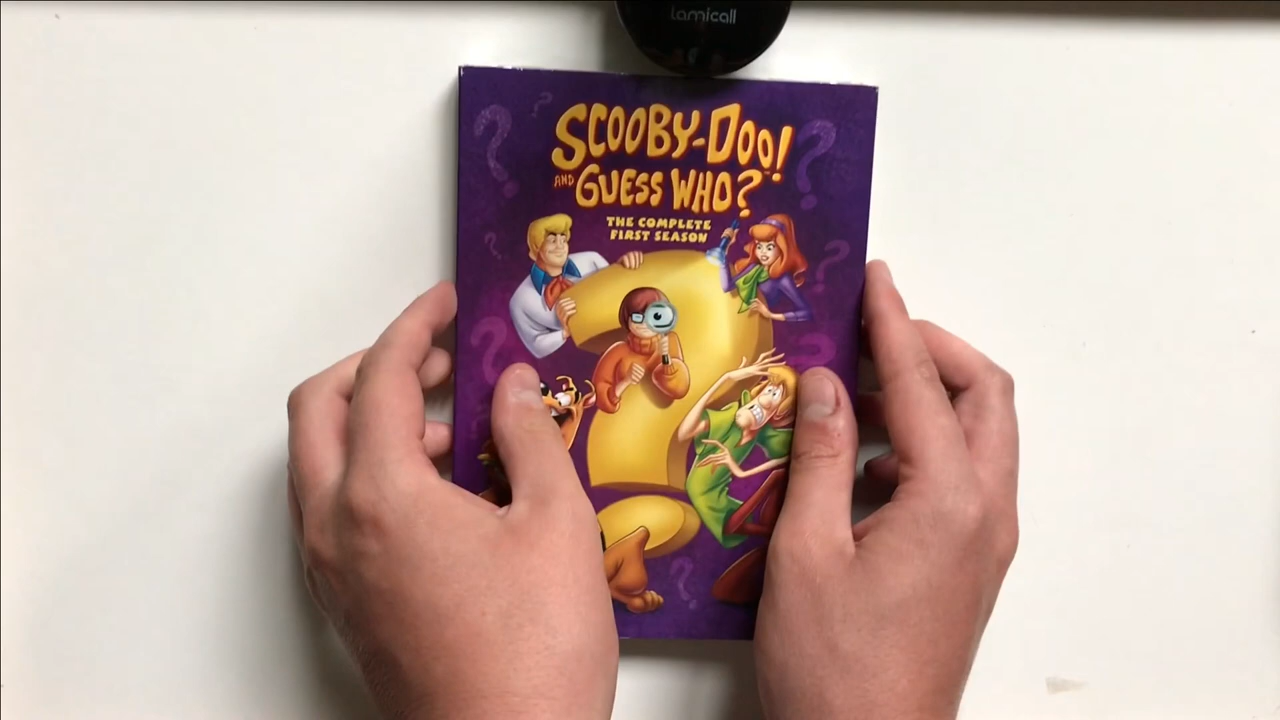 Lamicall
SCOOBY-DOO!
AND GUESS WHO?
THE COMPLETE
FIRST SEASON